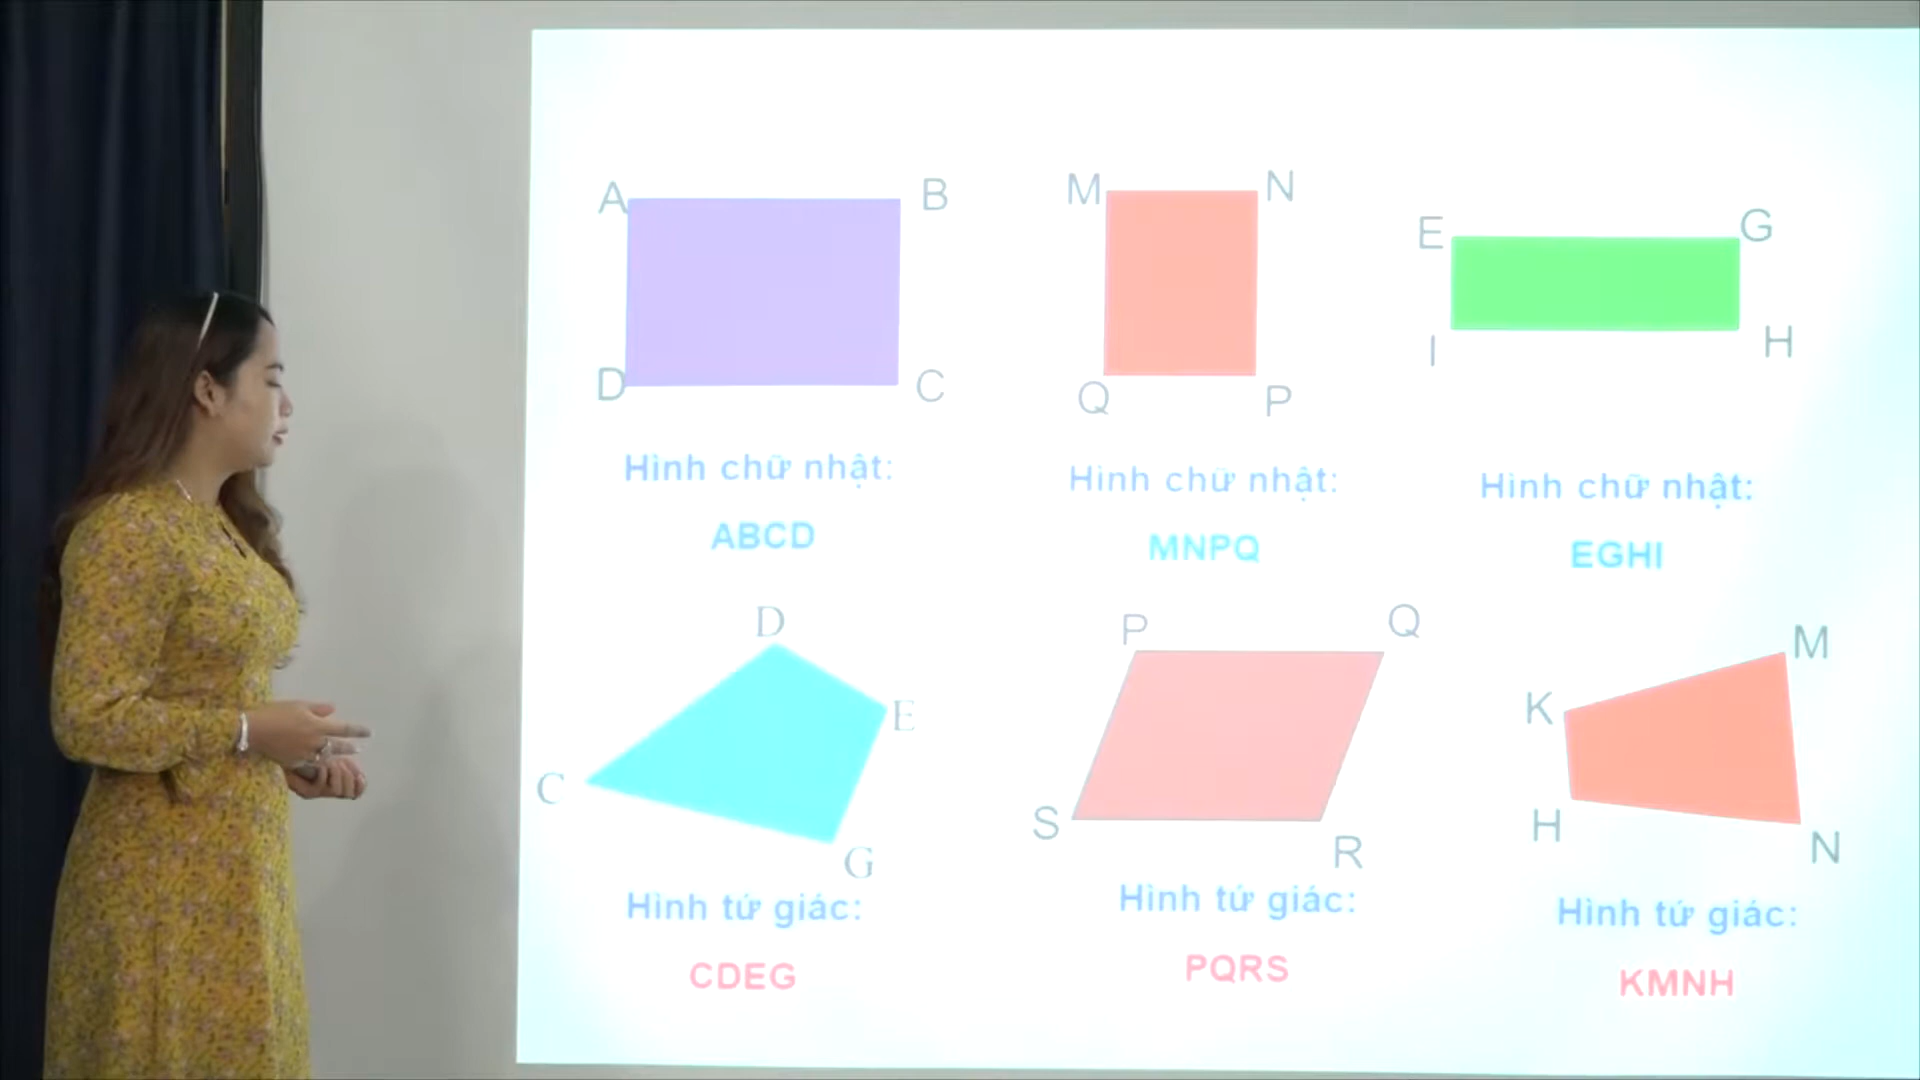 A B
D C
Hình chữ nhật:
ABCD
M N
Q P
Hình chữ nhật:
MNPQ
E G
I H
Hình chữ nhật:
EGHI
D
E
C
G
Hình tứ giác:
CDEG
P Q
S R
Hình tứ giác:
PQRS
M
K
H
N
Hình tứ giác:
KMNH